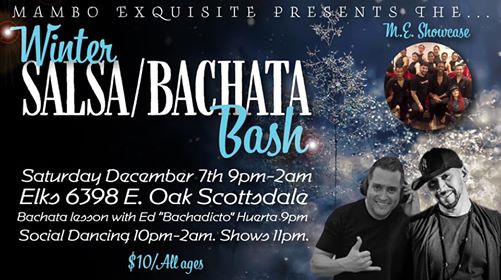 MAMBO EXQUISITE PRESENTS THE...
M.E. Showcase
Winter
SALSA/BACHATA
Bash
Saturday December 7th 9pm-2am
Elks 6398 E. Oak Scottsdale
Bachata lesson with Ed "Bachadicto" Huerta 9pm
Social Dancing 10pm-2am. Shows 11pm.
$10/All ages